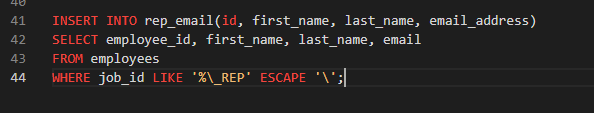 40
41 INSERT INTO rep_email(id, first_name, last_name, email_address)
42 SELECT employee_id, first_name, last_name, email
43 FROM employees
44 WHERE job_id LIKE '%\_REP' ESCAPE '\';